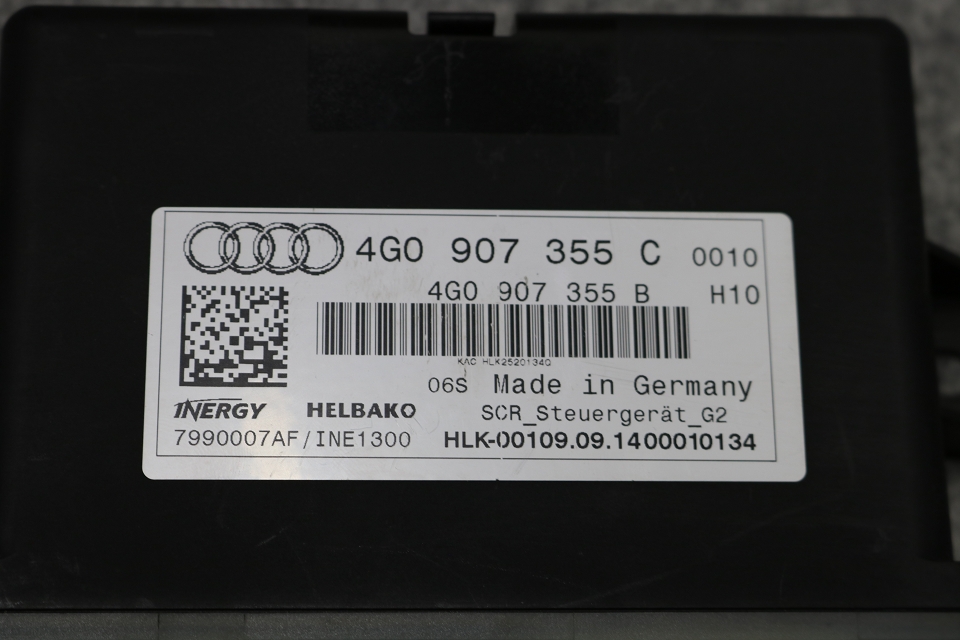 4G0 907 355 C 0010
4G0 907 355 B H10
KAC HLK25201340
06S Made in Germany
INERGY HELBAKO SCR_Steuergerät_G2
7990007AF/INE1300 HLK-00109.09.1400010134